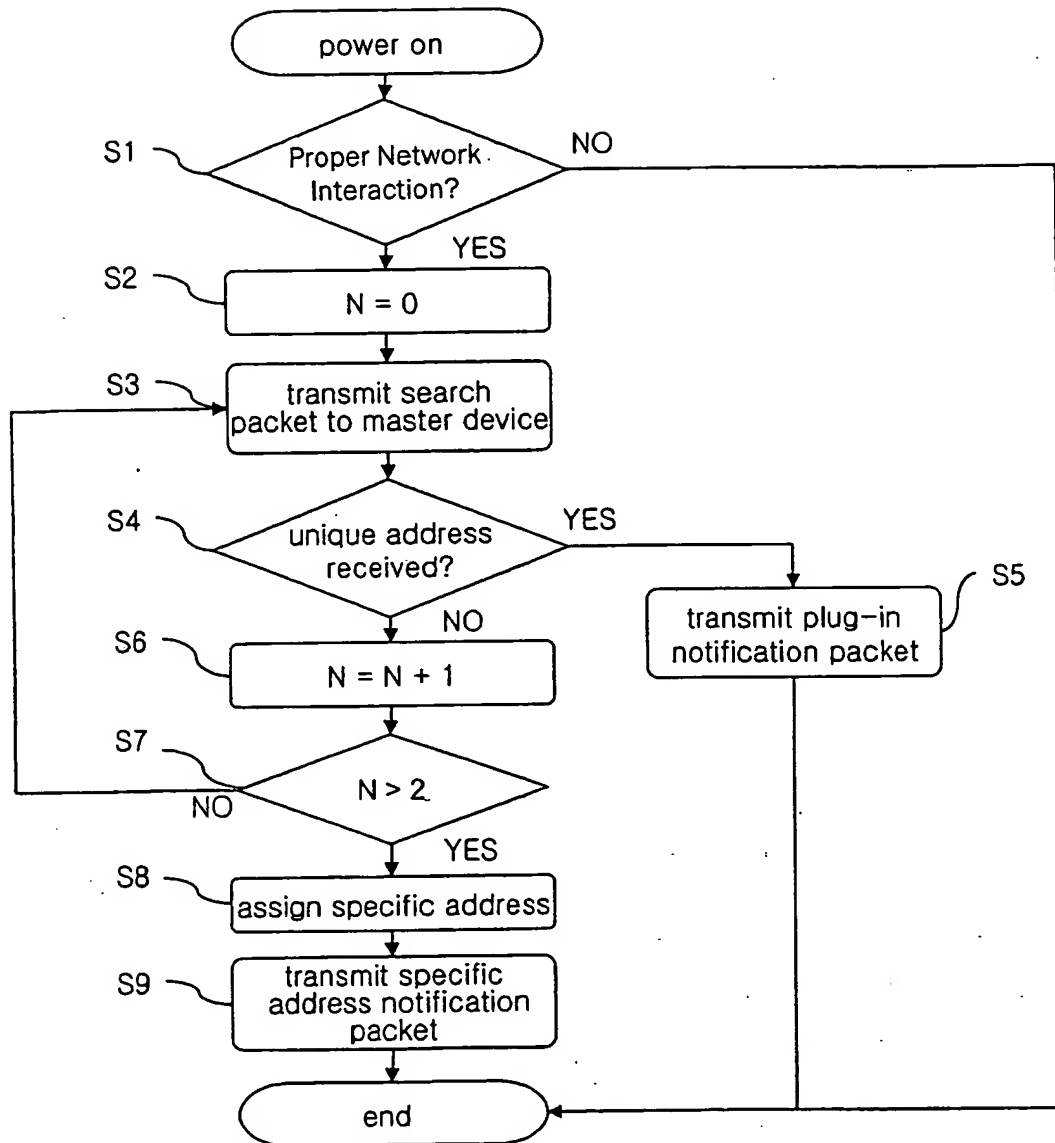 power on
S1
Proper Network
Interaction?
NO
YES
S2
N = 0
S3
transmit search
packet to master device
S4
unique address
received?
YES
S5
transmit plug-in
notification packet
NO
S6
N = N + 1
S7
N > 2
NO
YES
S8
assign specific address
S9
transmit specific
address notification
packet
end